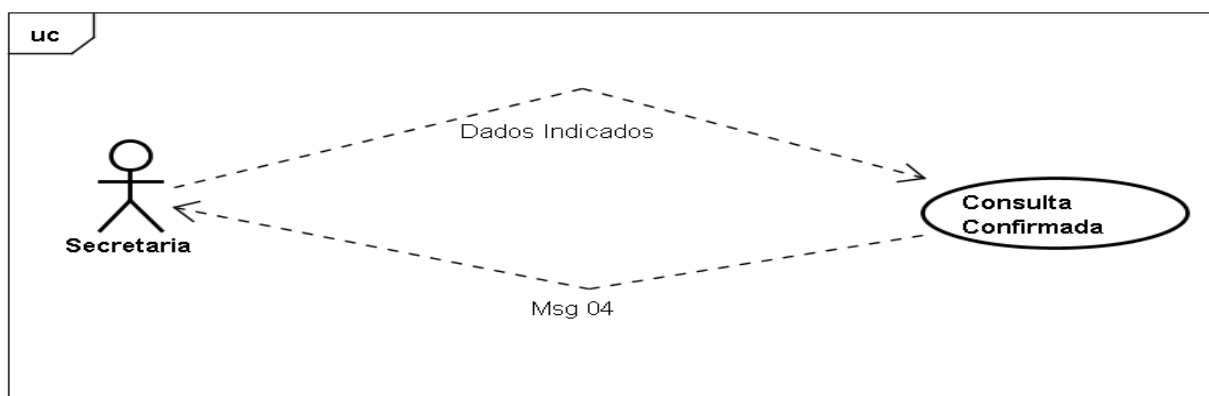 uc
Dados Indicados
Secretaria
Consulta
Confirmada
Msg 04